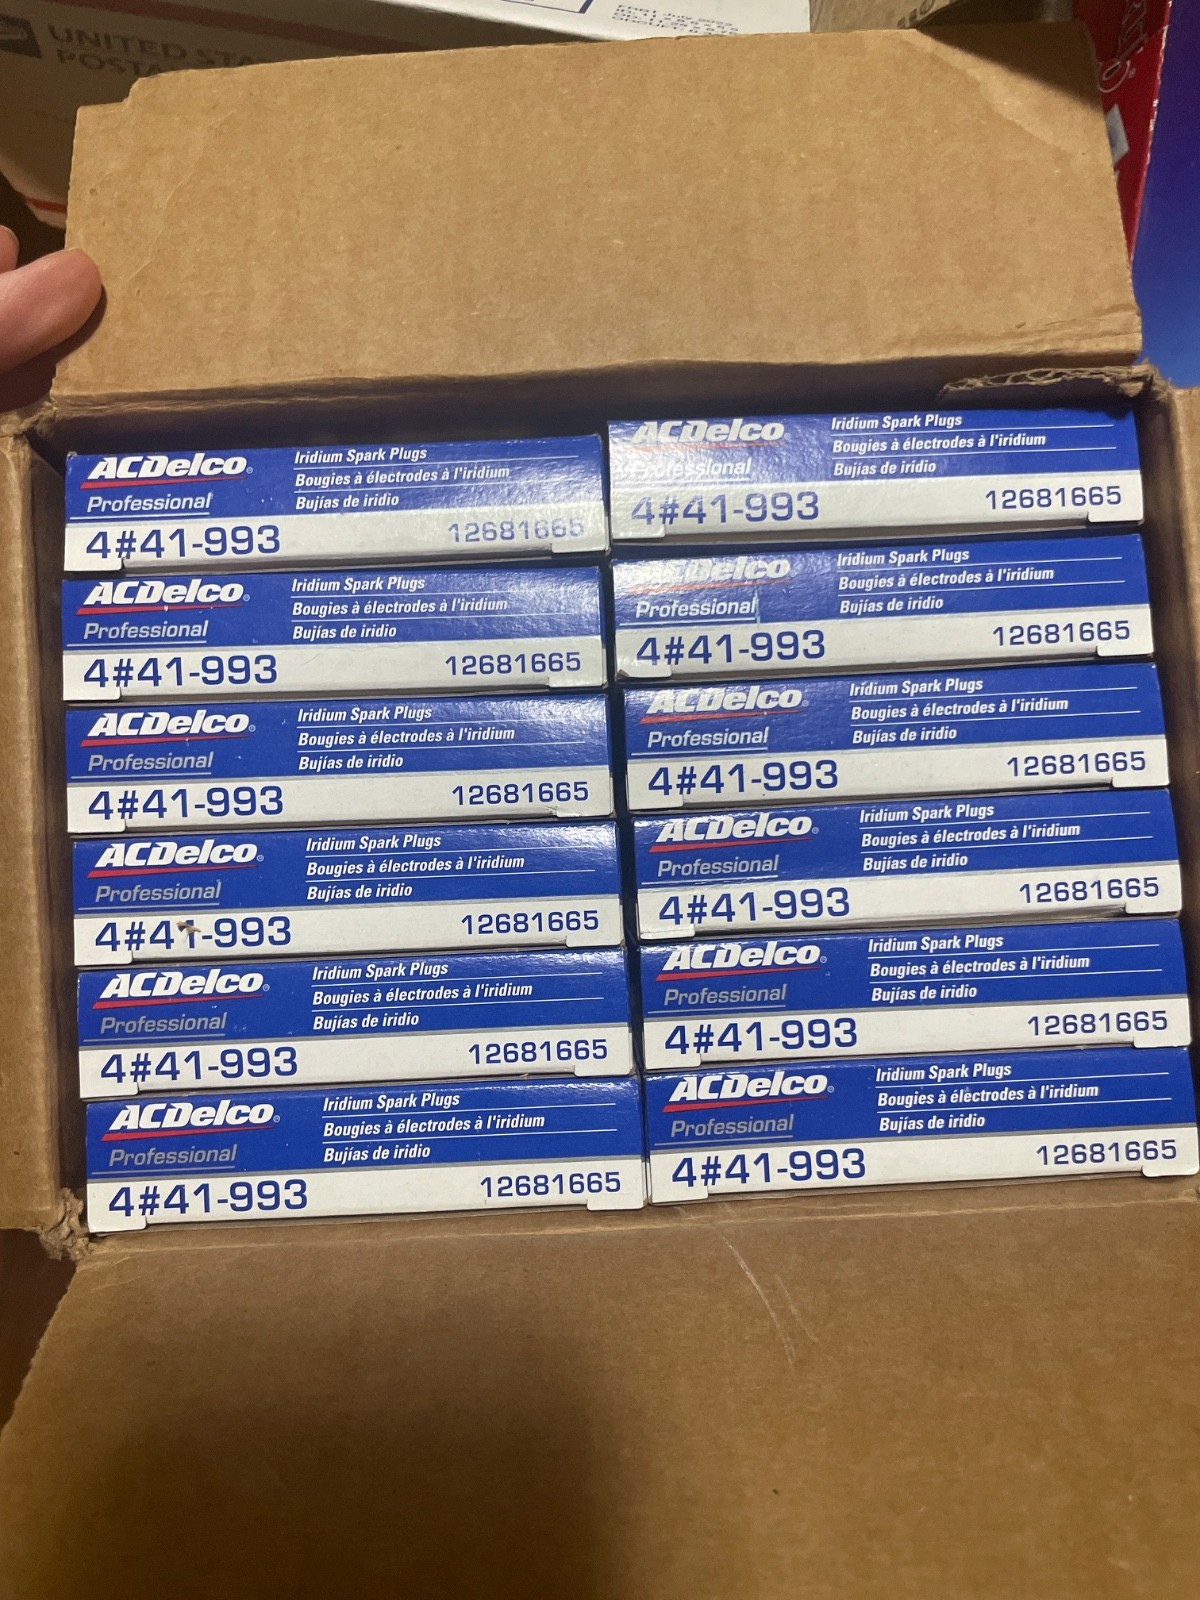 UNITED STA
POSTA
ACDelco
Professional
Iridium Spark Plugs
Bougies à électrodes à l'iridium
Bujías de iridio
4#41-993 12681665
ACDelco
Professional
Iridium Spark Plugs
Bougies à électrodes à l'iridium
Bujías de iridio
4#41-993 12681665
ACDelco
Professional
Iridium Spark Plugs
Bougies à électrodes à l'iridium
Bujías de iridio
4#41-993 12681665
ACDelco
Professional
Iridium Spark Plugs
Bougies à électrodes à l'iridium
Bujías de iridio
4#41-993 12681665
ACDelco
Professional
Iridium Spark Plugs
Bougies à électrodes à l'iridium
Bujías de iridio
4#41-993 12681665
ACDelco
Professional
Iridium Spark Plugs
Bougies à électrodes à l'iridium
Bujías de iridio
4#41-993 12681665
ACDelco
Professional
Iridium Spark Plugs
Bougies à électrodes à l'iridium
Bujías de iridio
4#41-993 12681665
ACDelco
Professional
Iridium Spark Plugs
Bougies à électrodes à l'iridium
Bujías de iridio
4#41-993 12681665
ACDelco
Professional
Iridium Spark Plugs
Bougies à électrodes à l'iridium
Bujías de iridio
4#41-993 12681665
ACDelco
Professional
Iridium Spark Plugs
Bougies à électrodes à l'iridium
Bujías de iridio
4#41-993 12681665
ACDelco
Professional
Iridium Spark Plugs
Bougies à électrodes à l'iridium
Bujías de iridio
4#41-993 12681665
ACDelco
Professional
Iridium Spark Plugs
Bougies à électrodes à l'iridium
Bujías de iridio
4#41-993 12681665